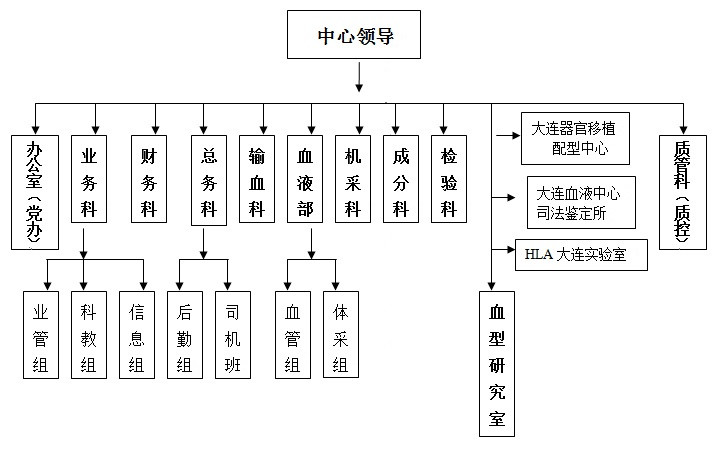 中心领导
办公室（党办）
业务科
财务科
总务科
输血科
血液部
机采科
成分科
检验科
大连器官移植
配型中心
大连血液中心
司法鉴定所
HLA大连实验室
质管科（质控）
业管组
科教组
信息组
后勤组
司机班
血管组
体采组
血型研究室